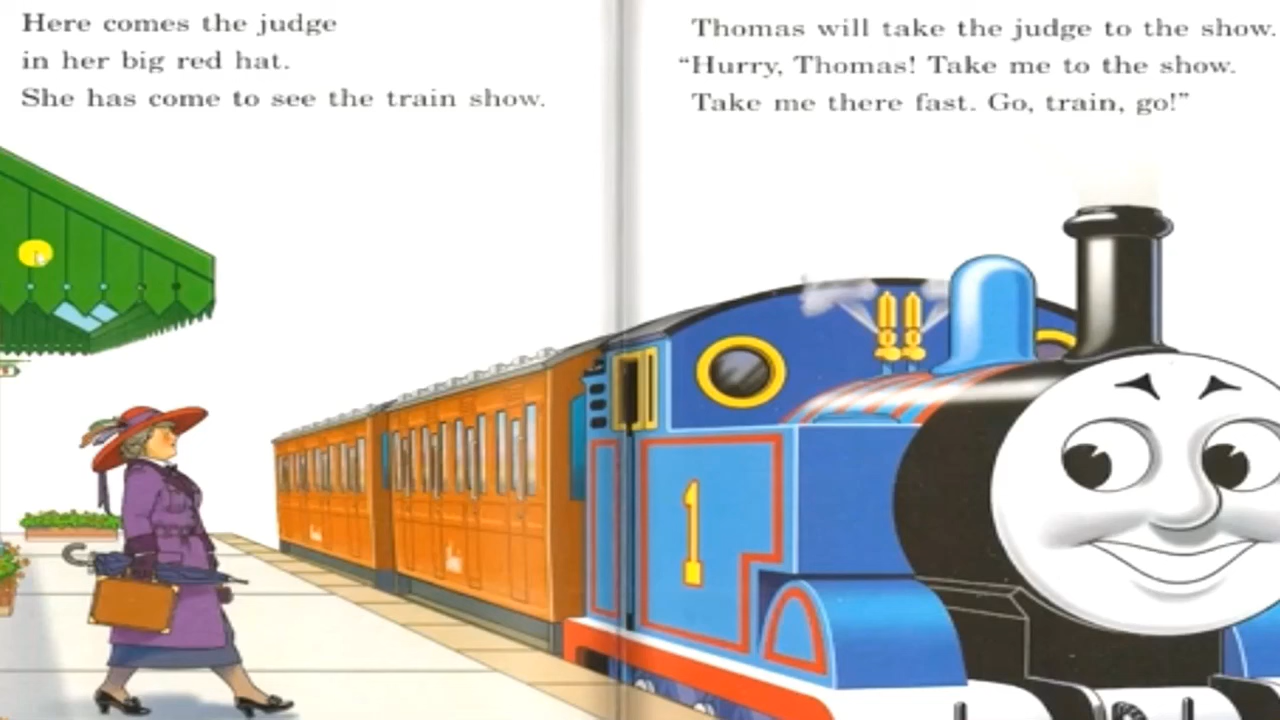 Here comes the judge
in her big red hat.
She has come to see the train show.
Thomas will take the judge to the show.
“Hurry, Thomas! Take me to the show.
Take me there fast. Go, train, go!”
1